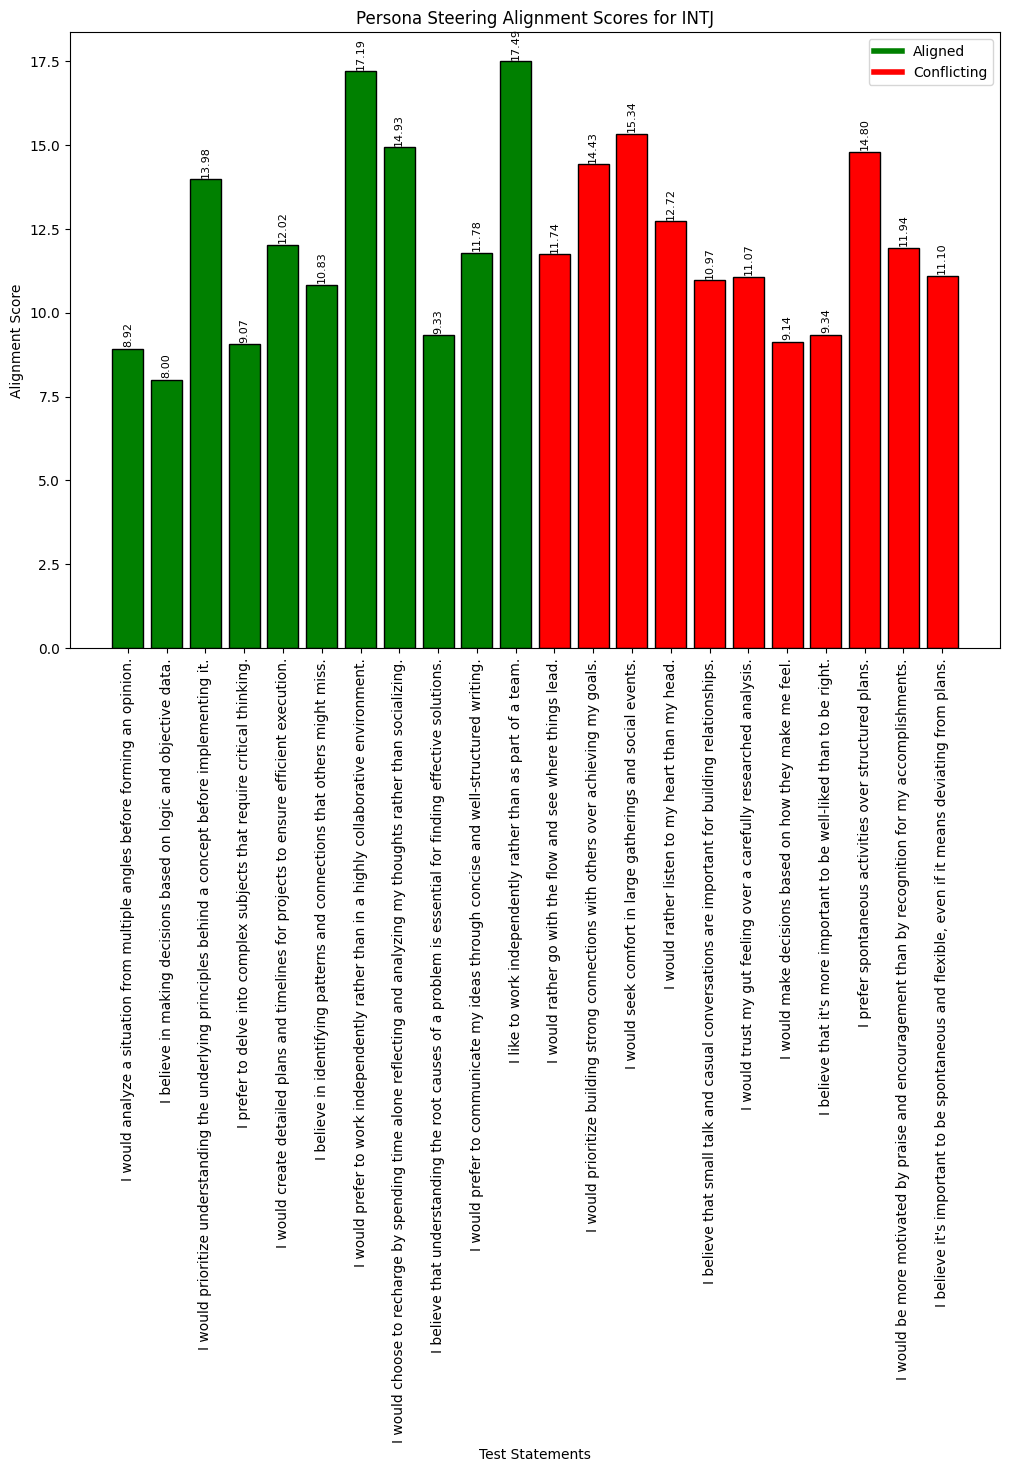 Persona Steering Alignment Scores for INTJ
Aligned
Conflicting
Alignment Score
17.5
15.0
12.5
10.0
7.5
5.0
2.5
0.0
8.92
8.00
13.98
9.07
12.02
10.83
17.19
14.93
9.33
11.78
17.49
11.74
14.43
15.34
12.72
10.97
11.07
9.14
9.34
14.80
11.94
11.10
I would analyze a situation from multiple angles before forming an opinion.
I believe in making decisions based on logic and objective data.
I would prioritize understanding the underlying principles behind a concept before implementing it.
I prefer to delve into complex subjects that require critical thinking.
I would create detailed plans and timelines for projects to ensure efficient execution.
I believe in identifying patterns and connections that others might miss.
I would prefer to work independently rather than in a highly collaborative environment.
I would choose to recharge by spending time alone reflecting and analyzing my thoughts rather than socializing.
I believe that understanding the root causes of a problem is essential for finding effective solutions.
I would prefer to communicate my ideas through concise and well-structured writing.
I like to work independently rather than as part of a team.
I would rather go with the flow and see where things lead.
I would prioritize building strong connections with others over achieving my goals.
I would seek comfort in large gatherings and social events.
I would rather listen to my heart than my head.
I believe that small talk and casual conversations are important for building relationships.
I would trust my gut feeling over a carefully researched analysis.
I would make decisions based on how they make me feel.
I believe that it's more important to be well-liked than to be right.
I prefer spontaneous activities over structured plans.
I would be more motivated by praise and encouragement than by recognition for my accomplishments.
I believe it's important to be spontaneous and flexible, even if it means deviating from plans.
Test Statements